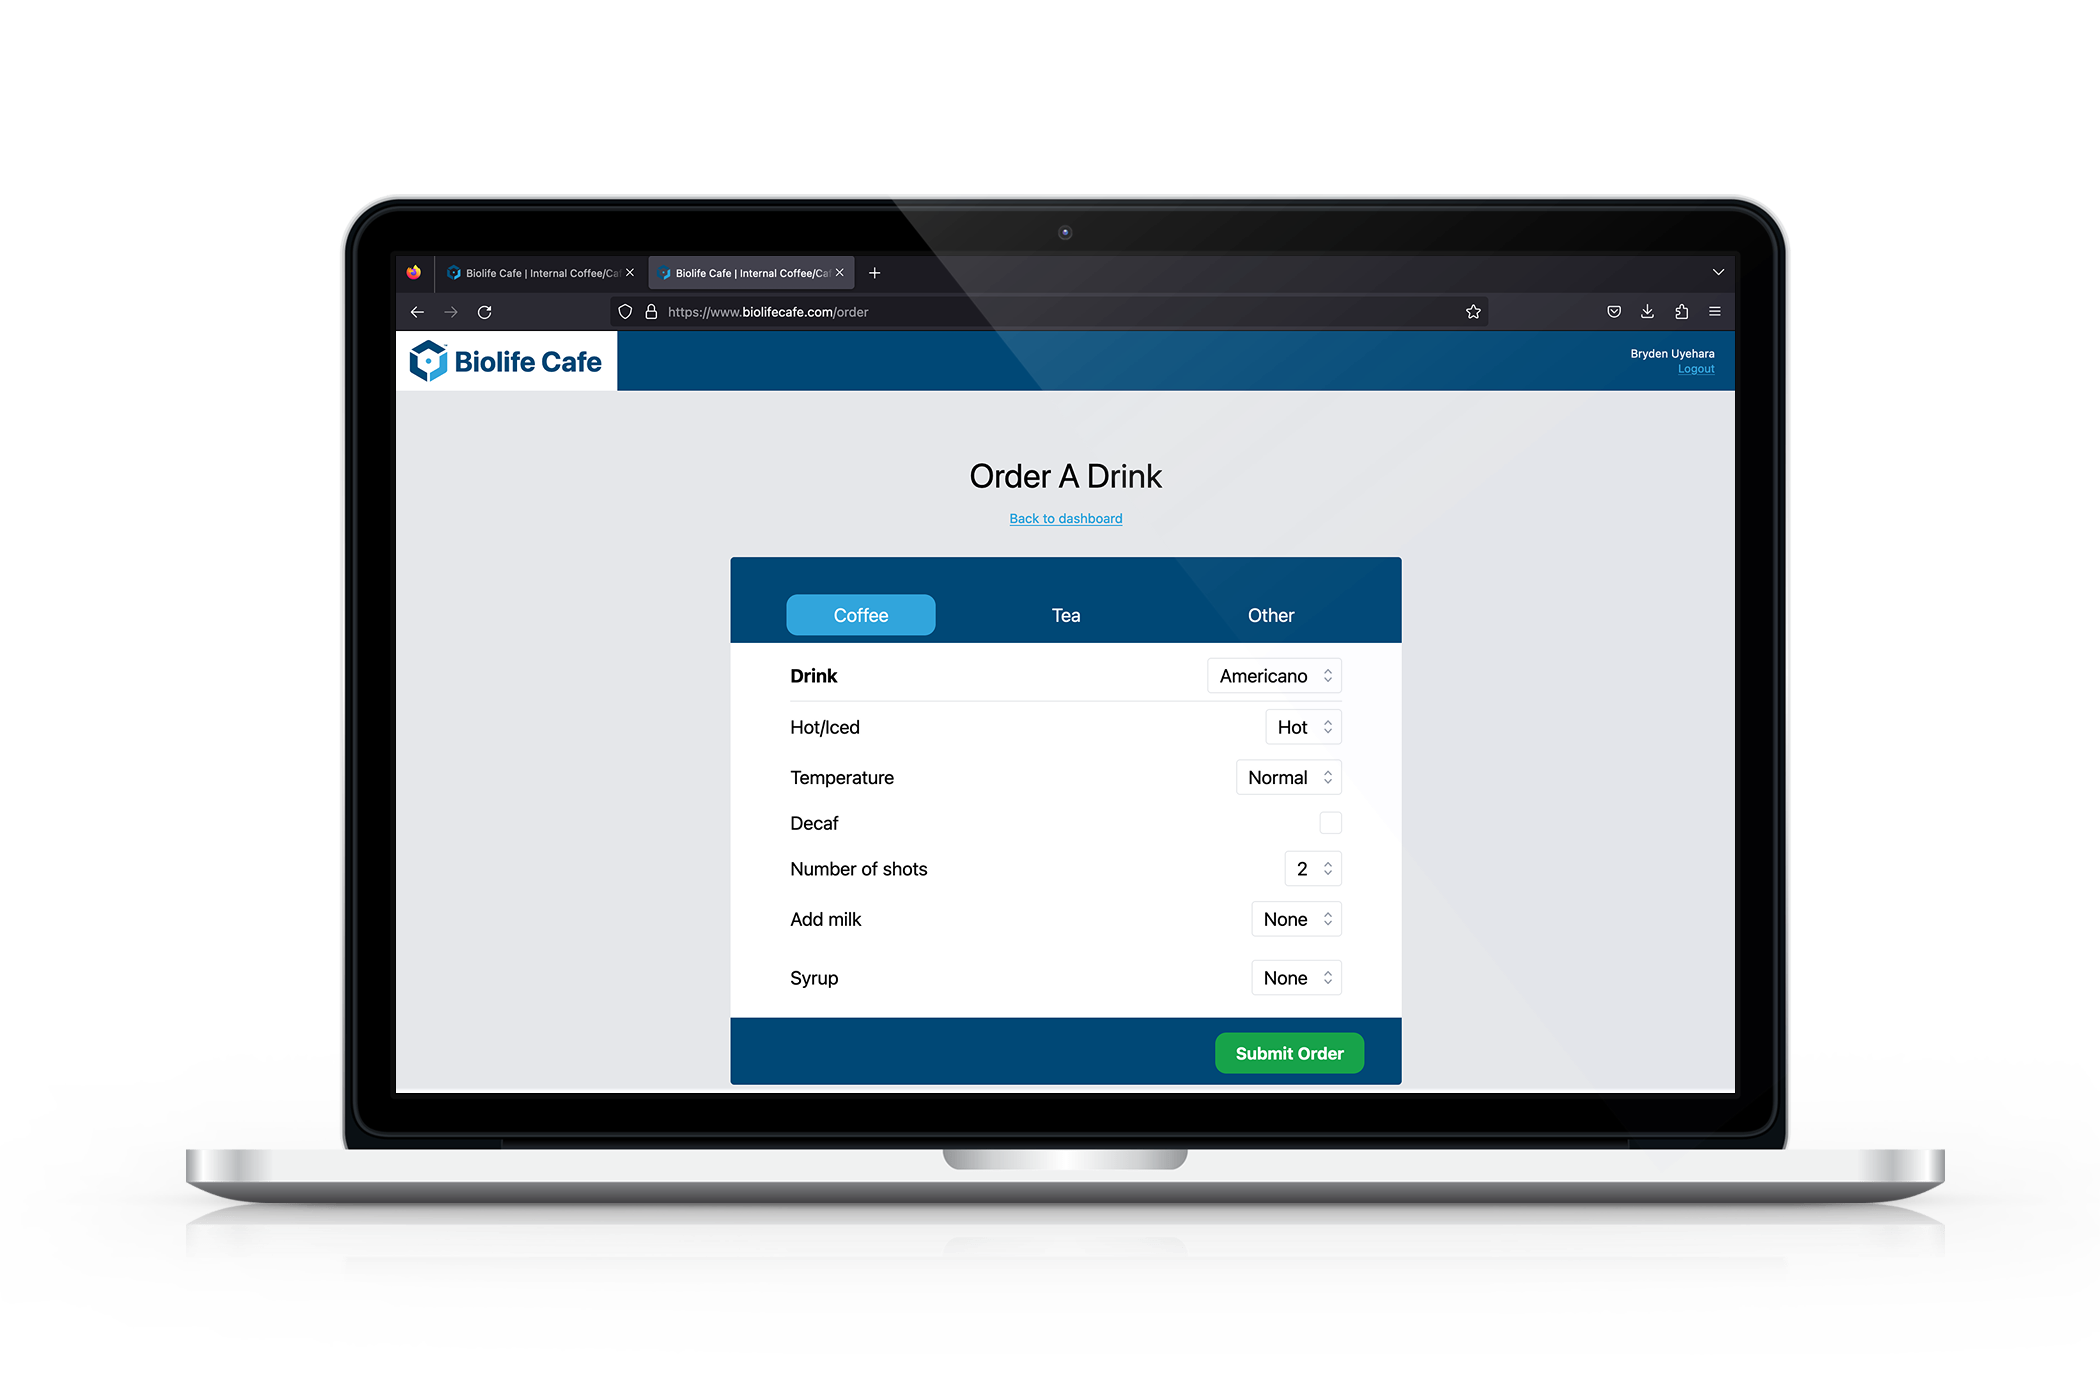 Biolife Cafe | Internal Coffee/Ca
Biolife Cafe | Internal Coffee/Ca
https://www.biolifecafe.com/order
Biolife Cafe
Bryden Uyehara
Logout
Order A Drink
Back to dashboard
Coffee Tea Other
Drink Americano
Hot/Iced Hot
Temperature Normal
Decaf
Number of shots 2
Add milk None
Syrup None
Submit Order